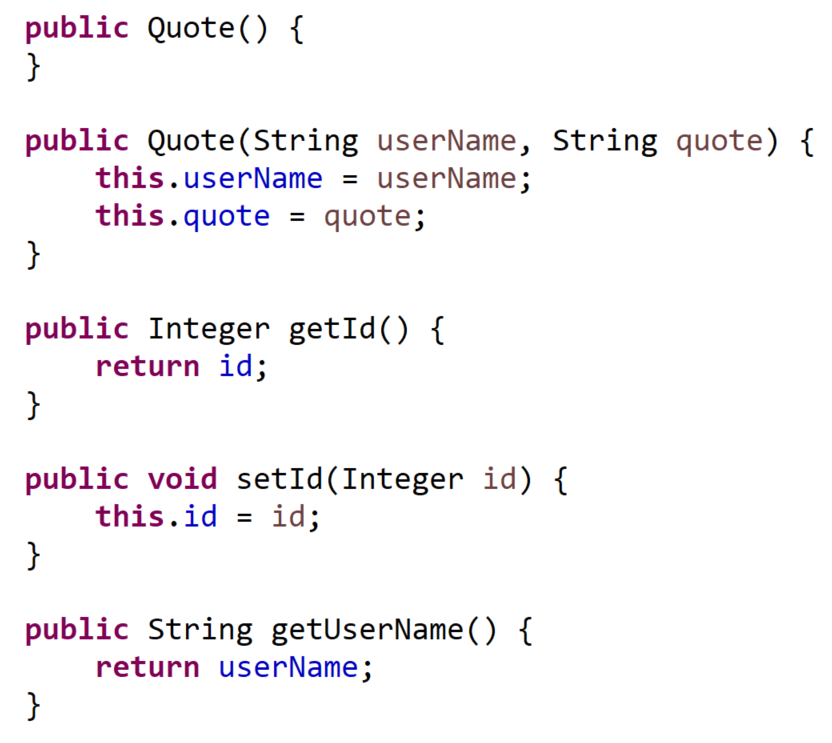 public Quote() {
}
public Quote(String userName, String quote) {
this.userName = userName;
this.quote = quote;
}
public Integer getId() {
return id;
}
public void setId(Integer id) {
this.id = id;
}
public String getUserName() {
return userName;
}